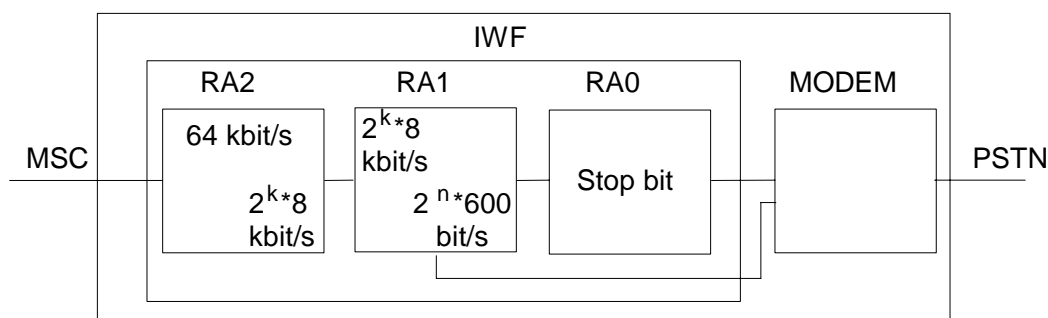 IWF
RA2
RA1
RA0
MODEM
MSC
64 kbit/s
2^k*8
kbit/s
2^k*8
kbit/s
2^n*600
bit/s
Stop bit
PSTN